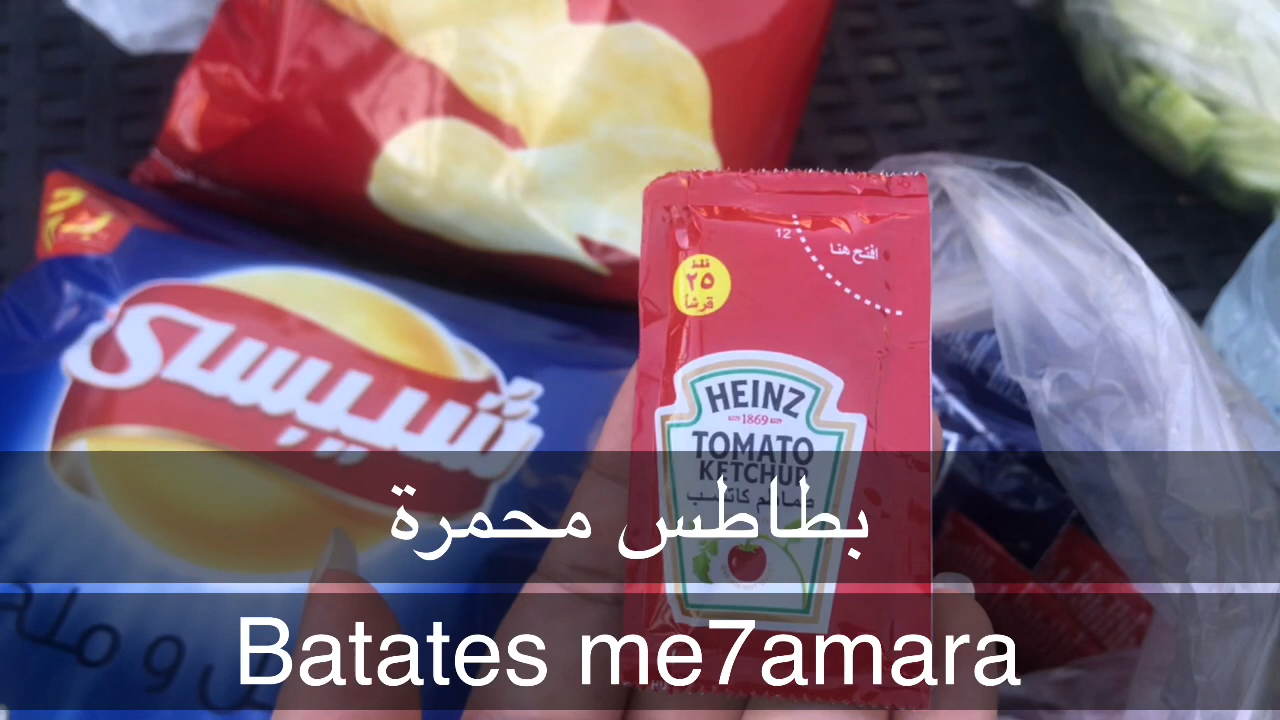 12
افتح هنا
فقط
٢٥
قرشاً
HEINZ
1869
TOMATO
KETCHUP
طماطم كاتشب
شيبسي
بطاطس محمرة
Batates me7amara